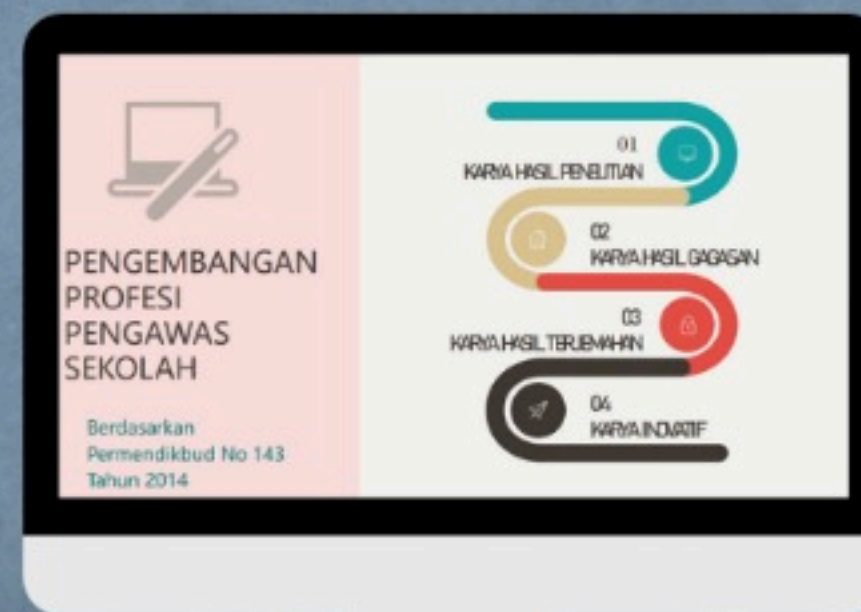 PENGEMBANGAN
PROFESI
PENGAWAS
SEKOLAH
Berdasarkan
Permendikbud No 143
Tahun 2014
01
KARYA HASIL PENELITIAN
02
KARYA HASIL GAGASAN
03
KARYA HASIL TERJEMAHAN
04
KARYA INOVATIF